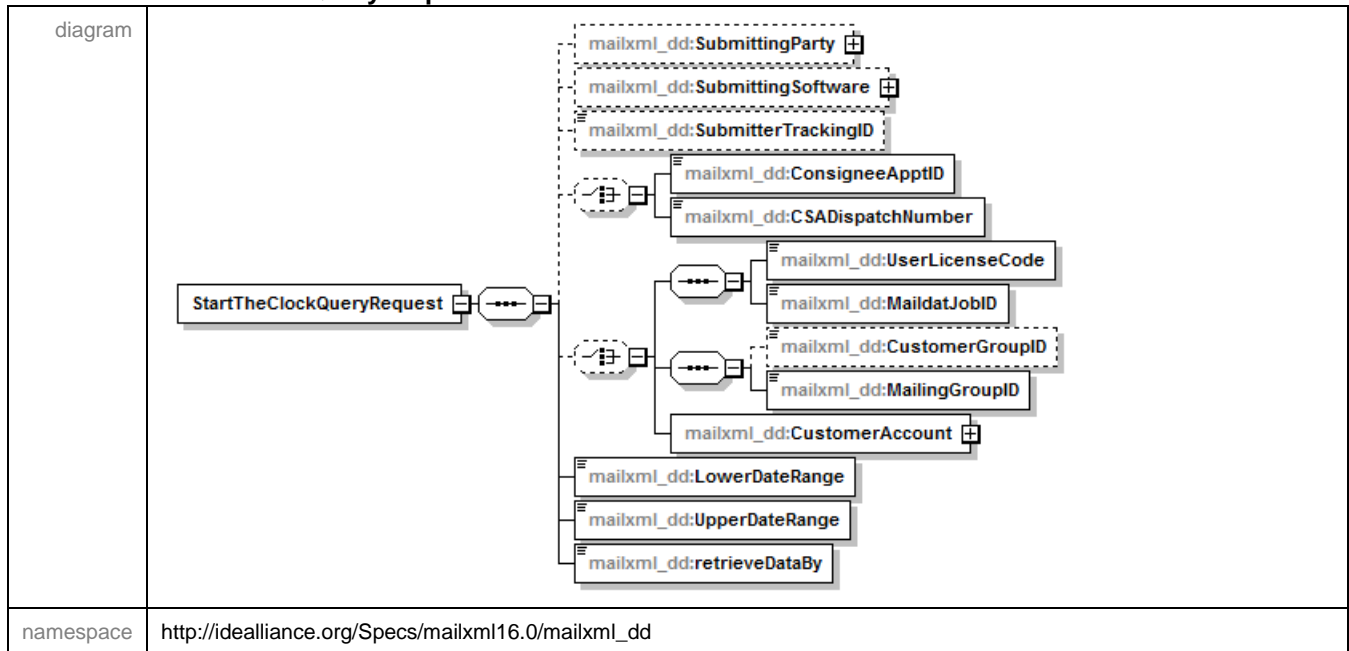 diagram
mailxml_dd:SubmittingParty
mailxml_dd:SubmittingSoftware
mailxml_dd:SubmitterTrackingID
mailxml_dd:ConsigneeApptID
mailxml_dd:CSADispatchNumber
mailxml_dd:UserLicenseCode
StartTheClockQueryRequest
mailxml_dd:MaildatJobID
mailxml_dd:CustomerGroupID
mailxml_dd:MailingGroupID
mailxml_dd:CustomerAccount
mailxml_dd:LowerDateRange
mailxml_dd:UpperDateRange
mailxml_dd:retrieveDataBy
namespace http://idealliance.org/Specs/mailxml16.0/mailxml_dd